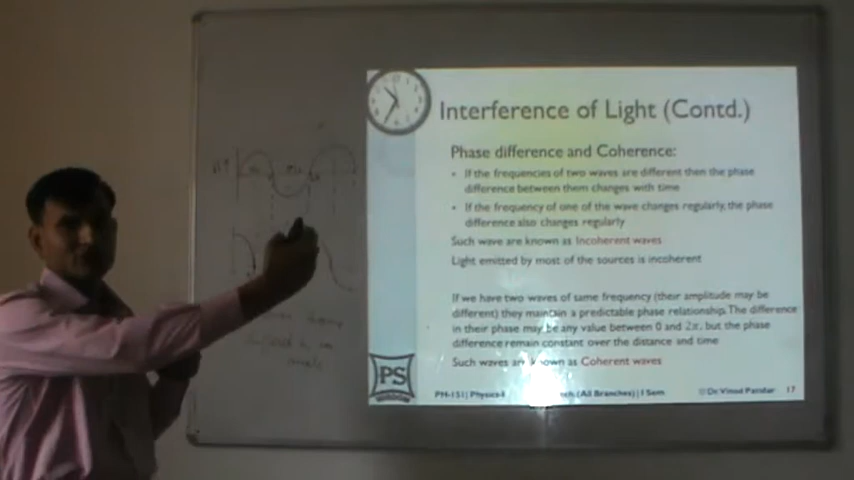 Interference of Light (Contd.)
Phase difference and Coherence:
If the frequencies of two waves are different then the phase
difference between them changes with time
If the frequency of one of the wave changes regularly, the phase
difference also changes regularly
Such wave are known as Incoherent waves
Light emitted by most of the sources is incoherent
If we have two waves of same frequency (their amplitude may be
different) they maintain a predictable phase relationship. The difference
in their phase may be any value between 0 and 2π, but the phase
difference remain constant over the distance and time
Such waves are known as Coherent waves
PS
PH-151| Physics-I (All Branches) | I Sem © Dr. Vinod 17